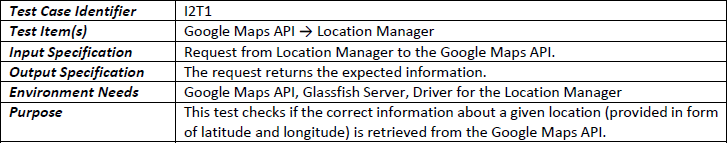 Test Case Identifier I2T1
Test Item(s) Google Maps API → Location Manager
Input Specification Request from Location Manager to the Google Maps API.
Output Specification The request returns the expected information.
Environment Needs Google Maps API, Glassfish Server, Driver for the Location Manager
Purpose This test checks if the correct information about a given location (provided in form
of latitude and longitude) is retrieved from the Google Maps API.